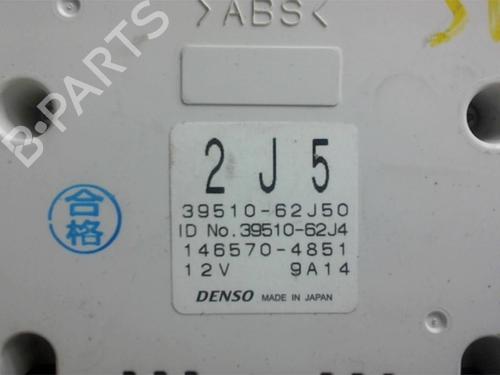 >ABS<
B-PARTS
2 J 5
39510-62J50
ID No.39510-62J4
146570-4851
12V 9A14
DENSO MADE IN JAPAN
合格